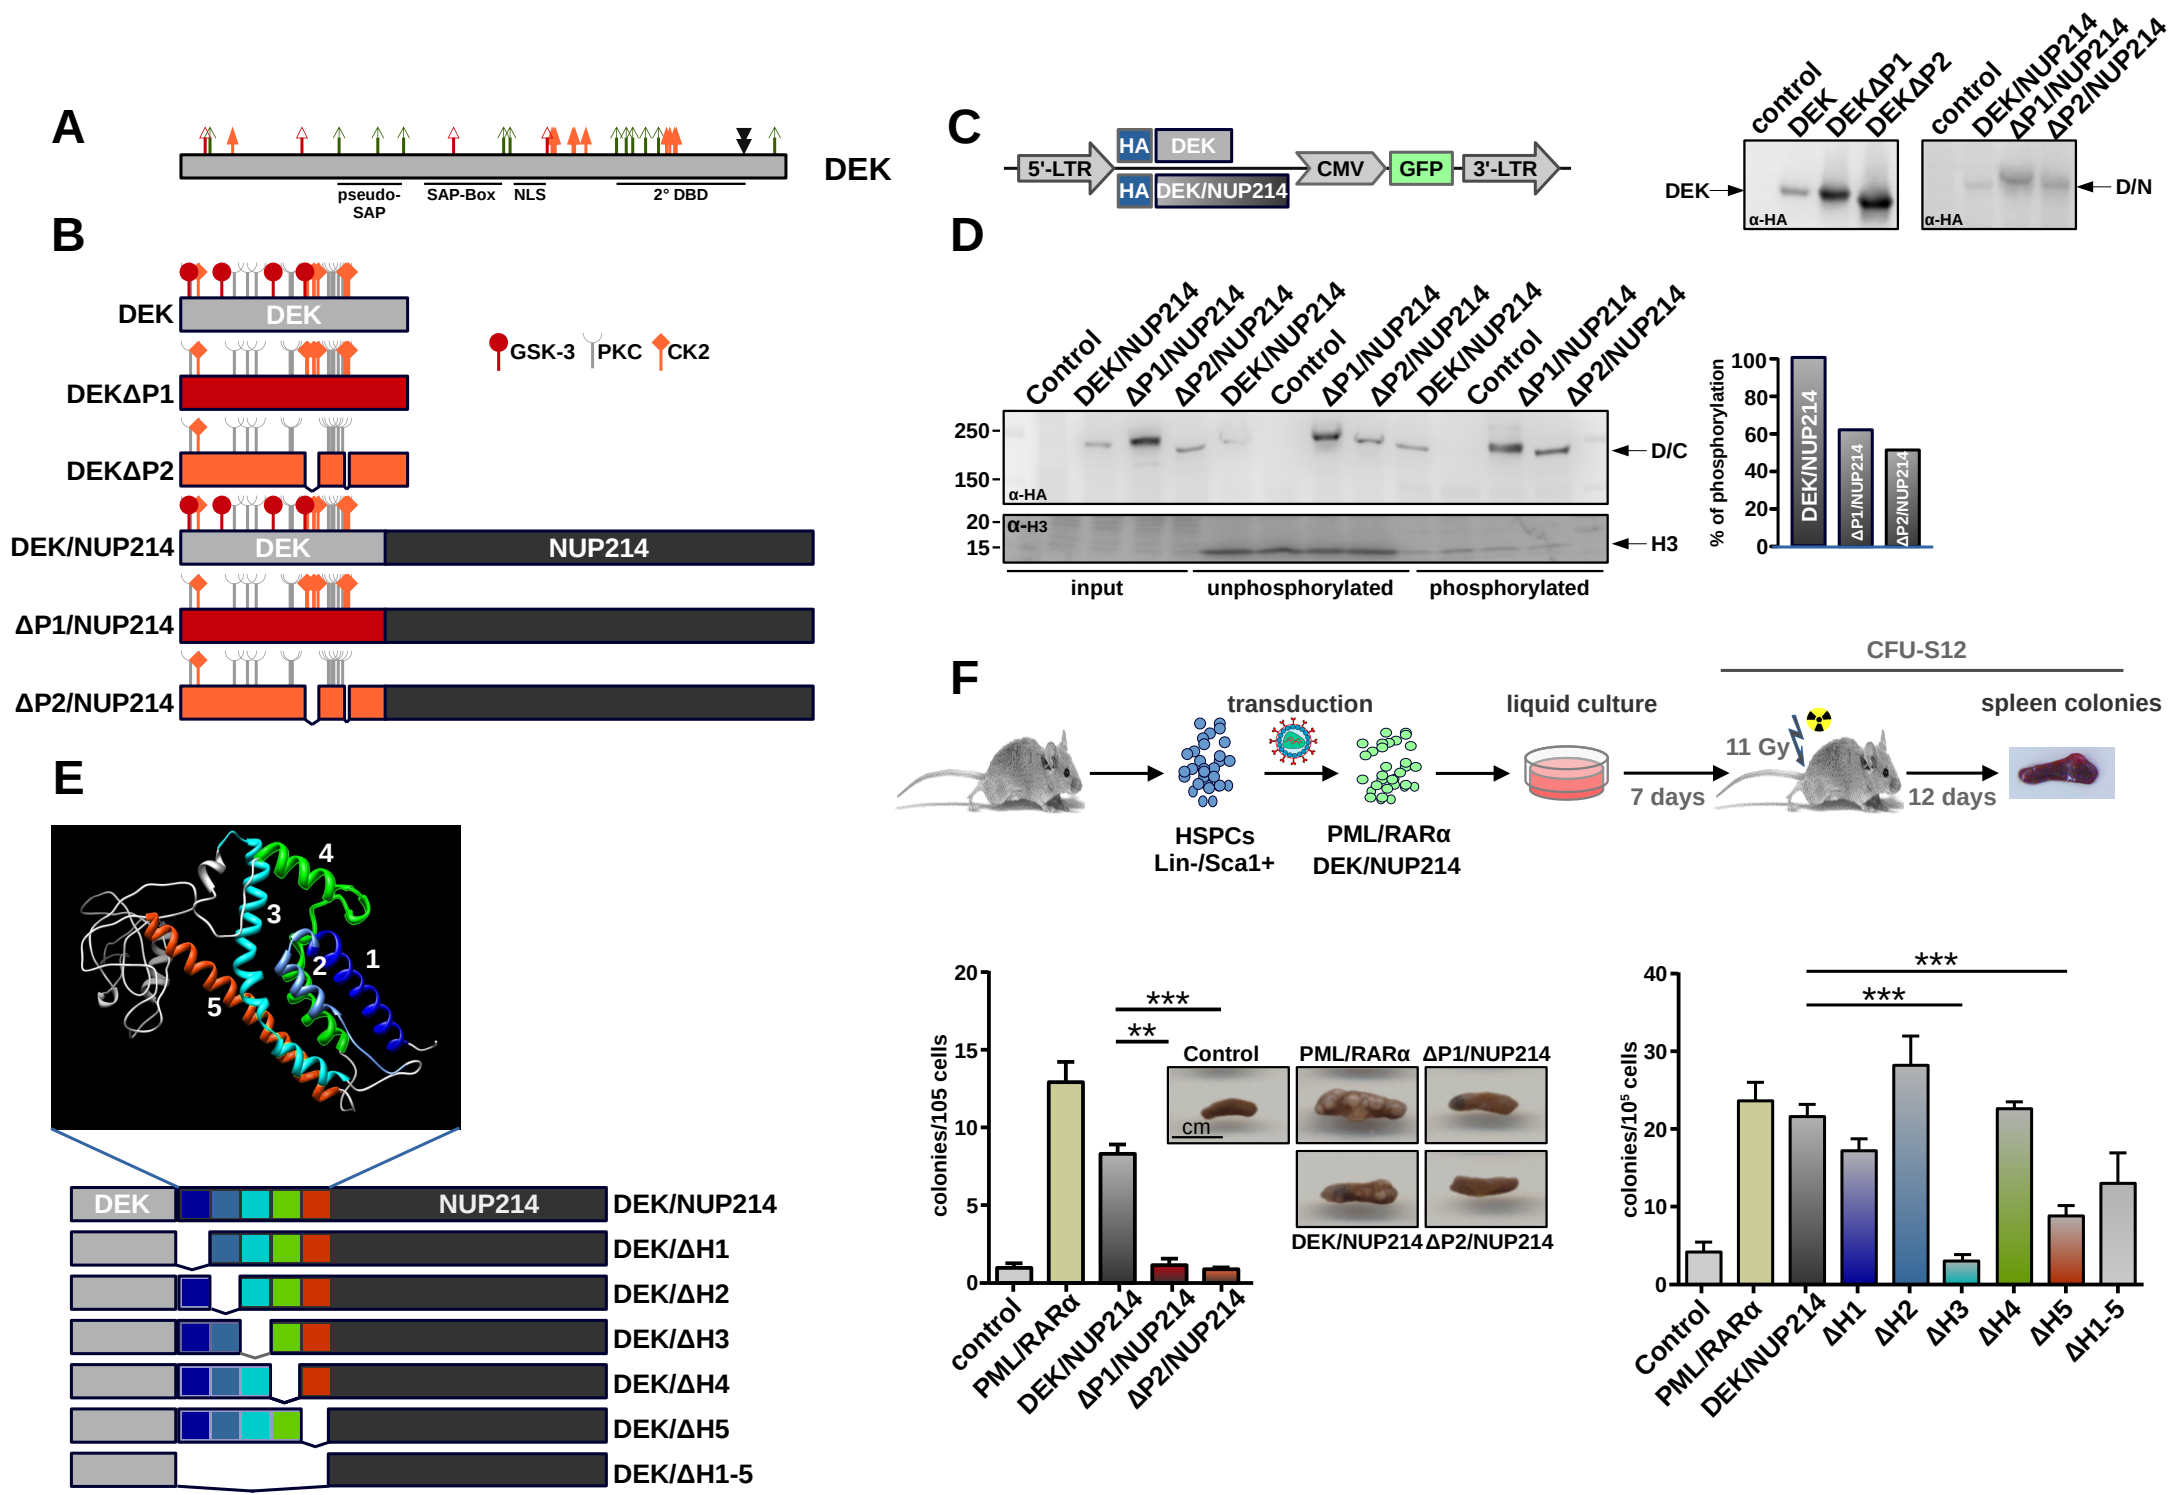 A
DEK
pseudo-
SAP
SAP-Box
NLS
2° DBD
B
DEK
DEK
DEKΔP1
DEKΔP2
DEK/NUP214
DEK
NUP214
ΔP1/NUP214
ΔP2/NUP214
GSK-3
PKC
CK2
C
5'-LTR
HA
DEK
HA
DEK/NUP214
CMV
GFP
3'-LTR
control
DEK
DEKΔP1
DEKΔP2
DEK
α-HA
control
DEK/NUP214
ΔP1/NUP214
ΔP2/NUP214
α-HA
D/N
D
Control
DEK/NUP214
ΔP1/NUP214
ΔP2/NUP214
DEK/NUP214
Control
ΔP1/NUP214
ΔP2/NUP214
DEK/NUP214
Control
ΔP1/NUP214
ΔP2/NUP214
250
150
α-HA
D/C
20
15
α-H3
H3
input
unphosphorylated
phosphorylated
% of phosphorylation
100
80
60
40
20
0
DEK/NUP214
ΔP1/NUP214
ΔP2/NUP214
E
1
2
3
4
5
DEK
NUP214
DEK/NUP214
DEK/ΔH1
DEK/ΔH2
DEK/ΔH3
DEK/ΔH4
DEK/ΔH5
DEK/ΔH1-5
F
CFU-S12
transduction
liquid culture
spleen colonies
11 Gy
7 days
12 days
HSPCs
Lin-/Sca1+
PML/RARα
DEK/NUP214
colonies/105 cells
20
15
10
5
0
***
**
control
PML/RARα
DEK/NUP214
ΔP1/NUP214
ΔP2/NUP214
Control
PML/RARα
ΔP1/NUP214
cm
DEK/NUP214
ΔP2/NUP214
colonies/10⁵ cells
40
30
20
10
0
***
***
Control
PML/RARα
DEK/NUP214
ΔH1
ΔH2
ΔH3
ΔH4
ΔH5
ΔH1-5